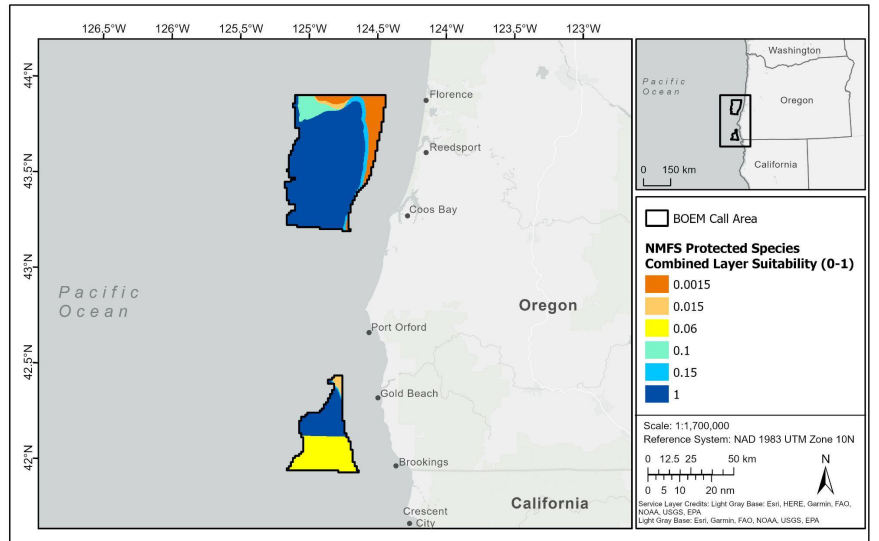 126.5°W 126°W 125.5°W 125°W 124.5°W 124°W 123.5°W 123°W
44°N
43.5°N
43°N
42.5°N
42°N
Florence
Reedsport
Coos Bay
Pacific
Ocean
Oregon
Port Orford
Gold Beach
Brookings
California
Crescent
City
Washington
Pacific
Ocean
Oregon
California
0 150 km
BOEM Call Area
NMFS Protected Species
Combined Layer Suitability (0-1)
0.0015
0.015
0.06
0.1
0.15
1
Scale: 1:1,700,000
Reference System: NAD 1983 UTM Zone 10N
0 12.5 25 50 km
N
0 5 10 20 nm
Service Layer Credits: Light Gray Base: Esri, HERE, Garmin, FAO,
NOAA, USGS, EPA
Light Gray Base: Esri, Garmin, FAO, NOAA, USGS, EPA